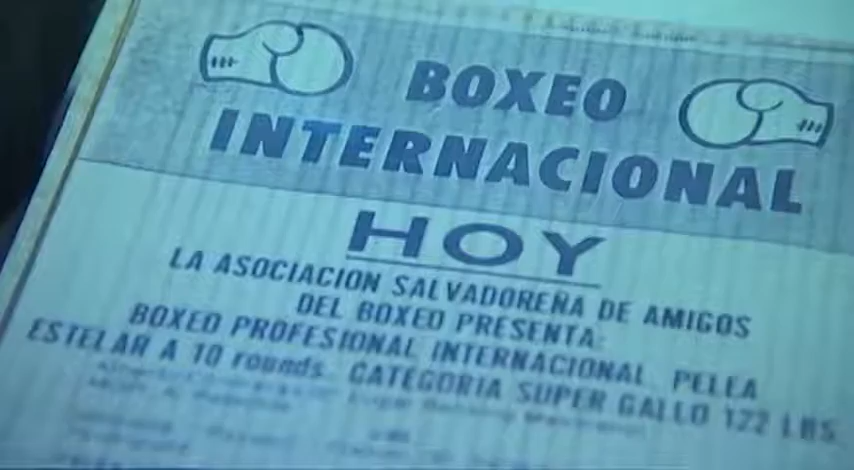 BOXEO
INTERNACIONAL
HOY
LA ASOCIACION SALVADOREÑA DE AMIGOS
DEL BOXEO PRESENTA:
BOXEO PROFESIONAL INTERNACIONAL PELEA
ESTELAR A 10 rounds. CATEGORIA SUPER GALLO 122 LBS